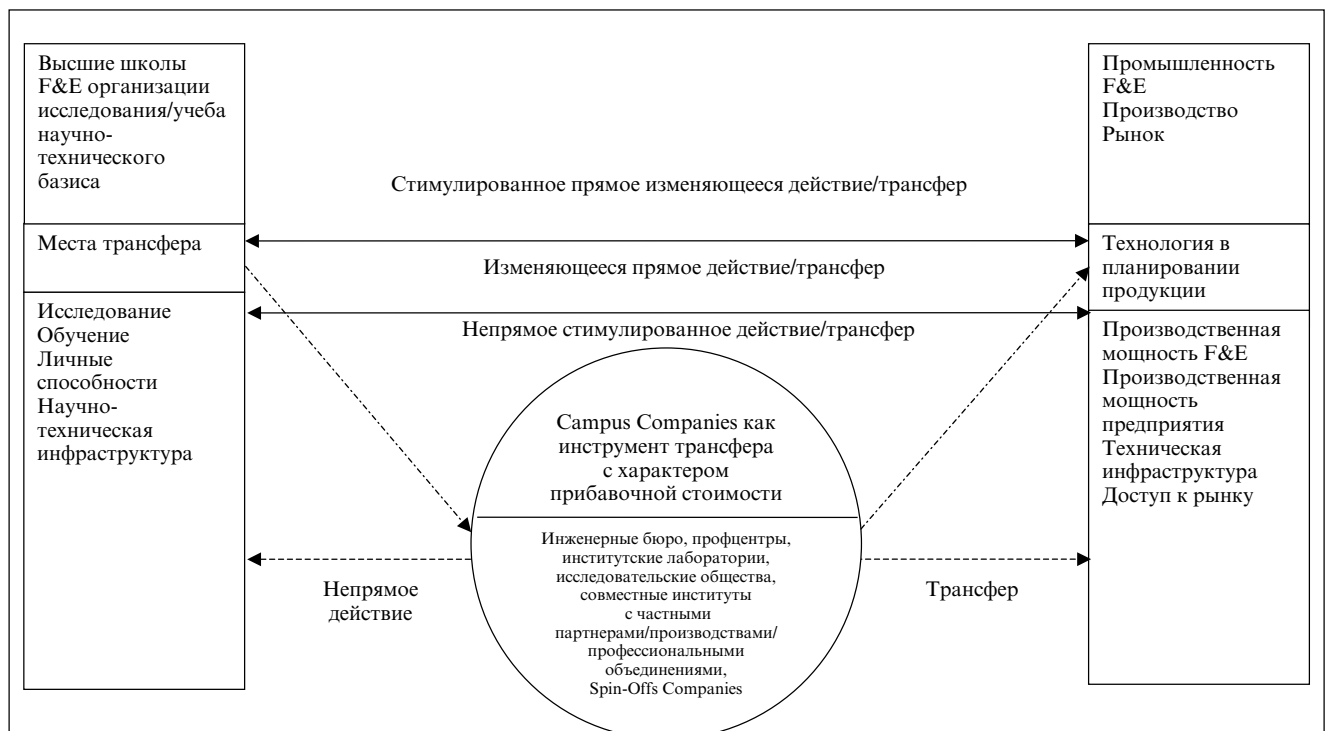 Высшие школы
F&E организации
исследования/учеба
научно-
технического
базиса
Места трансфера
Исследование
Обучение
Личные
способности
Научно-
техническая
инфраструктура
Стимулированное прямое изменяющееся действие/трансфер
Изменяющееся прямое действие/трансфер
Непрямое стимулированное действие/трансфер
Campus Companies как
инструмент трансфера
с характером
прибавочной стоимости
Инженерные бюро, профцентры,
институтские лаборатории,
исследовательские общества,
совместные институты
с частными
партнерами/производствами/
профессиональными
объединениями,
Spin-Offs Companies
Непрямое
действие
Трансфер
Промышленность
F&E
Производство
Рынок
Технология в
планировании
продукции
Производственная
мощность F&E
Производственная
мощность
предприятия
Техническая
инфраструктура
Доступ к рынку